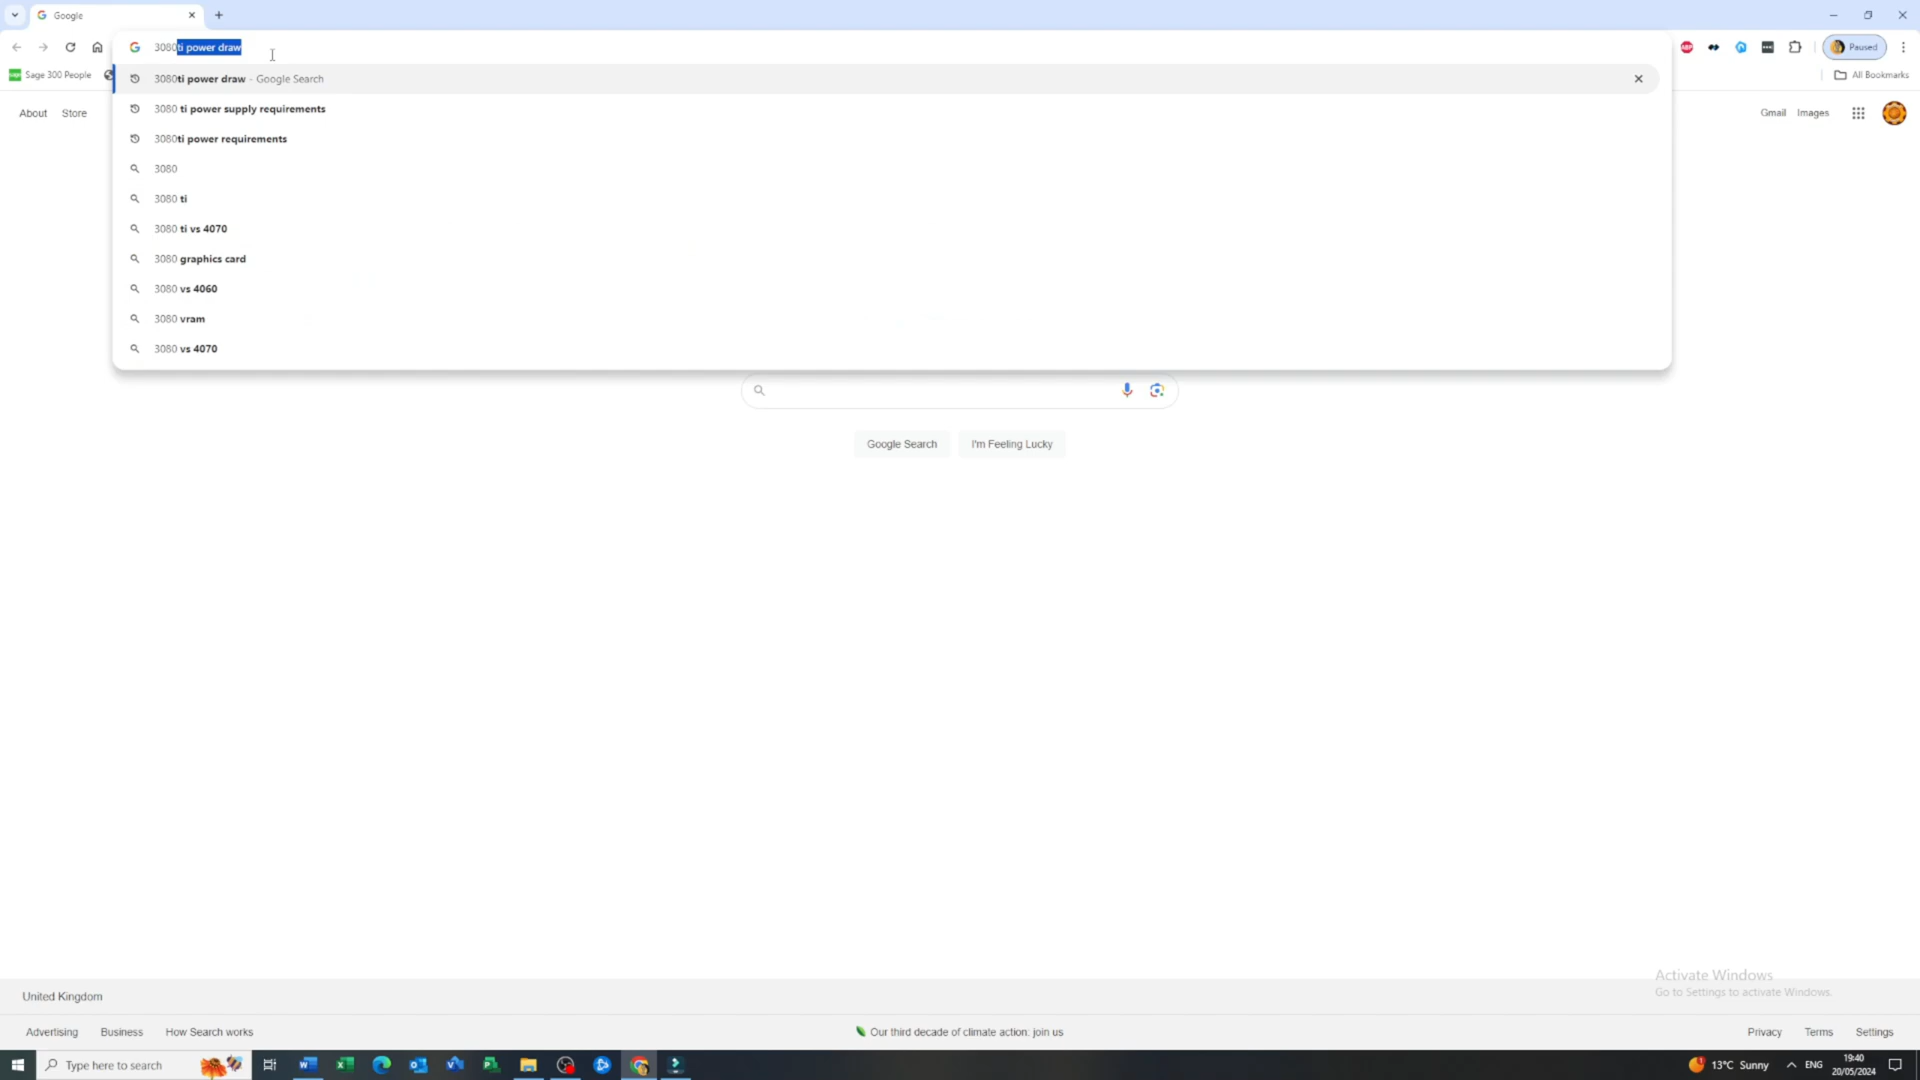 Google
3080ti power draw
Paused
Sage 300 People
All Bookmarks
3080ti power draw - Google Search
3080 ti power supply requirements
3080ti power requirements
3080
3080 ti
3080 ti vs 4070
3080 graphics card
3080 vs 4060
3080 vram
3080 vs 4070
About Store
Gmail Images
Google Search I'm Feeling Lucky
Activate Windows
Go to Settings to activate Windows.
United Kingdom
Advertising Business How Search works
Our third decade of climate action: join us
Privacy Terms Settings
Type here to search
13°C Sunny
ENG
19:40
20/05/2024